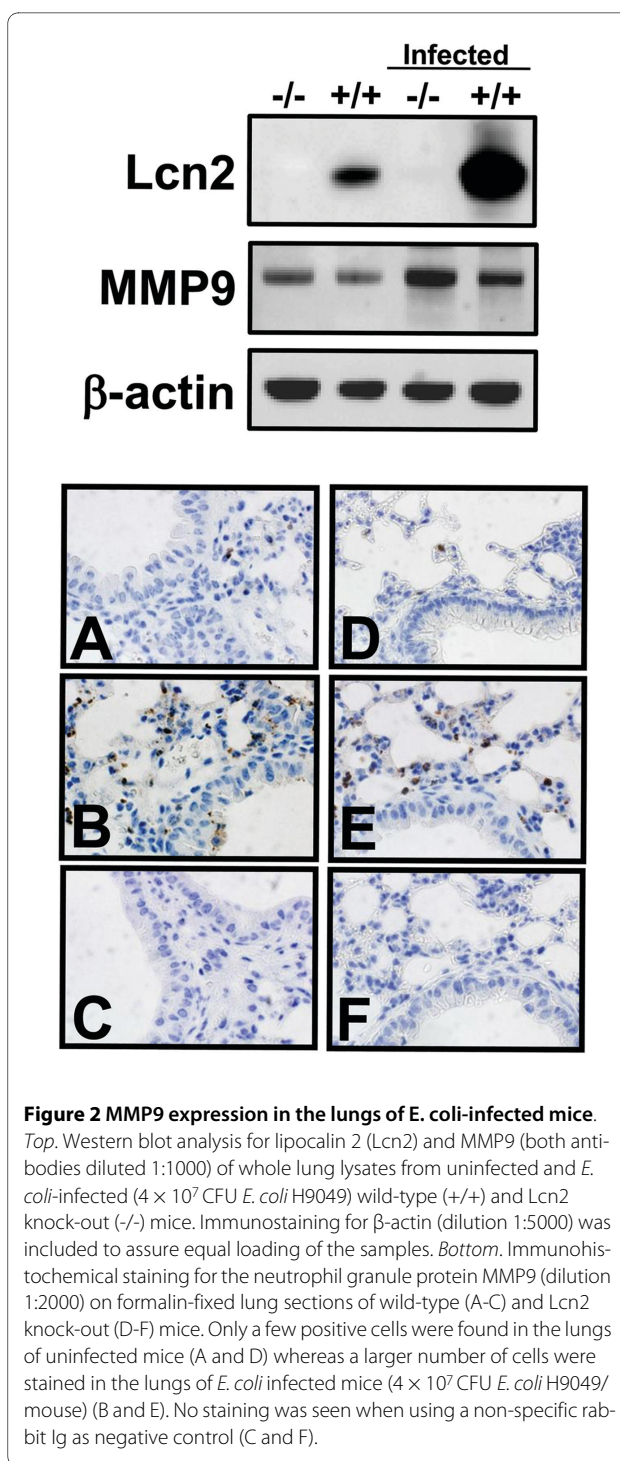 Infected
-/- +/+ -/- +/+
Lcn2
MMP9
β-actin
A
D
B
E
C
F
Figure 2 MMP9 expression in the lungs of E. coli-infected mice.
Top. Western blot analysis for lipocalin 2 (Lcn2) and MMP9 (both anti-
bodies diluted 1:1000) of whole lung lysates from uninfected and E.
coli-infected (4 × 10⁷ CFU E. coli H9049) wild-type (+/+) and Lcn2
knock-out (-/-) mice. Immunostaining for β-actin (dilution 1:5000) was
included to assure equal loading of the samples. Bottom. Immunohis-
tochemical staining for the neutrophil granule protein MMP9 (dilution
1:2000) on formalin-fixed lung sections of wild-type (A-C) and Lcn2
knock-out (D-F) mice. Only a few positive cells were found in the lungs
of uninfected mice (A and D) whereas a larger number of cells were
stained in the lungs of E. coli infected mice (4 × 10⁷ CFU E. coli H9049/
mouse) (B and E). No staining was seen when using a non-specific rab-
bit Ig as negative control (C and F).